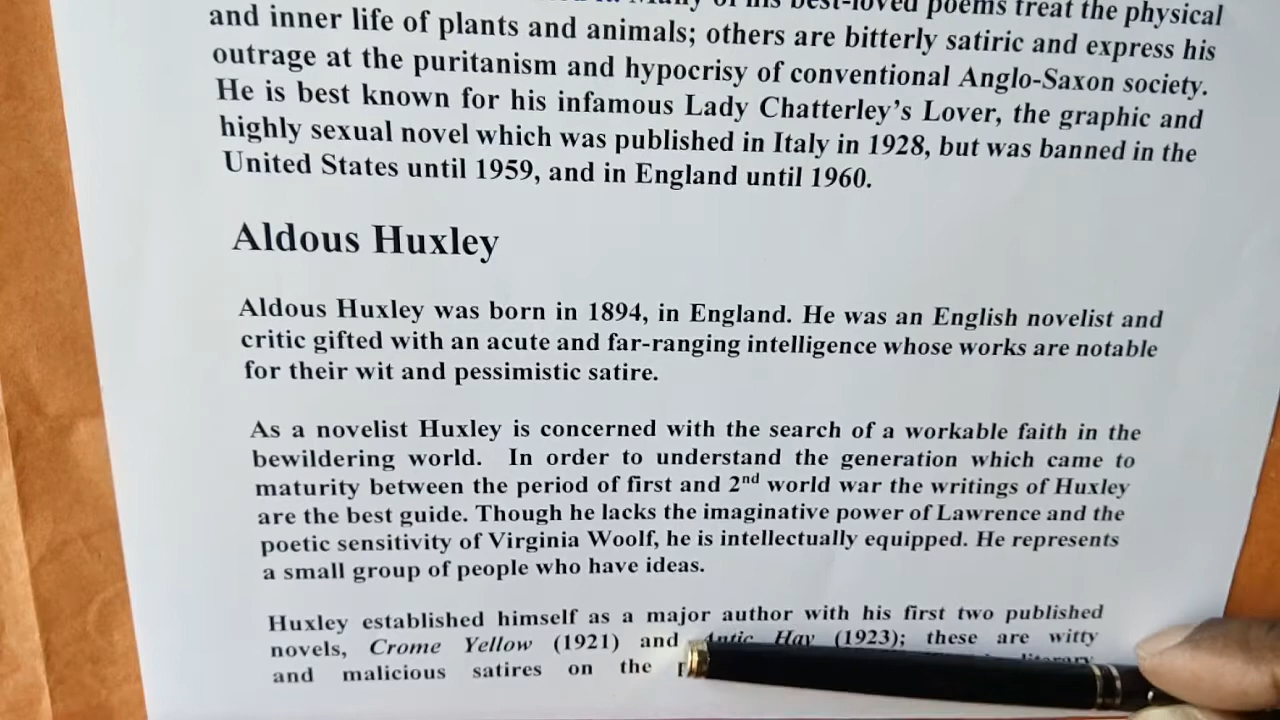 best-loved poems treat the physical
and inner life of plants and animals; others are bitterly satiric and express his
outrage at the puritanism and hypocrisy of conventional Anglo-Saxon society.
He is best known for his infamous Lady Chatterley's Lover, the graphic and
highly sexual novel which was published in Italy in 1928, but was banned in the
United States until 1959, and in England until 1960.
Aldous Huxley
Aldous Huxley was born in 1894, in England. He was an English novelist and
critic gifted with an acute and far-ranging intelligence whose works are notable
for their wit and pessimistic satire.
As a novelist Huxley is concerned with the search of a workable faith in the
bewildering world. In order to understand the generation which came to
maturity between the period of first and 2nd world war the writings of Huxley
are the best guide. Though he lacks the imaginative power of Lawrence and the
poetic sensitivity of Virginia Woolf, he is intellectually equipped. He represents
a small group of people who have ideas.
Huxley established himself as a major author with his first two published
novels, Crome Yellow (1921) and Antic Hay (1923); these are witty
and malicious satires on the literary